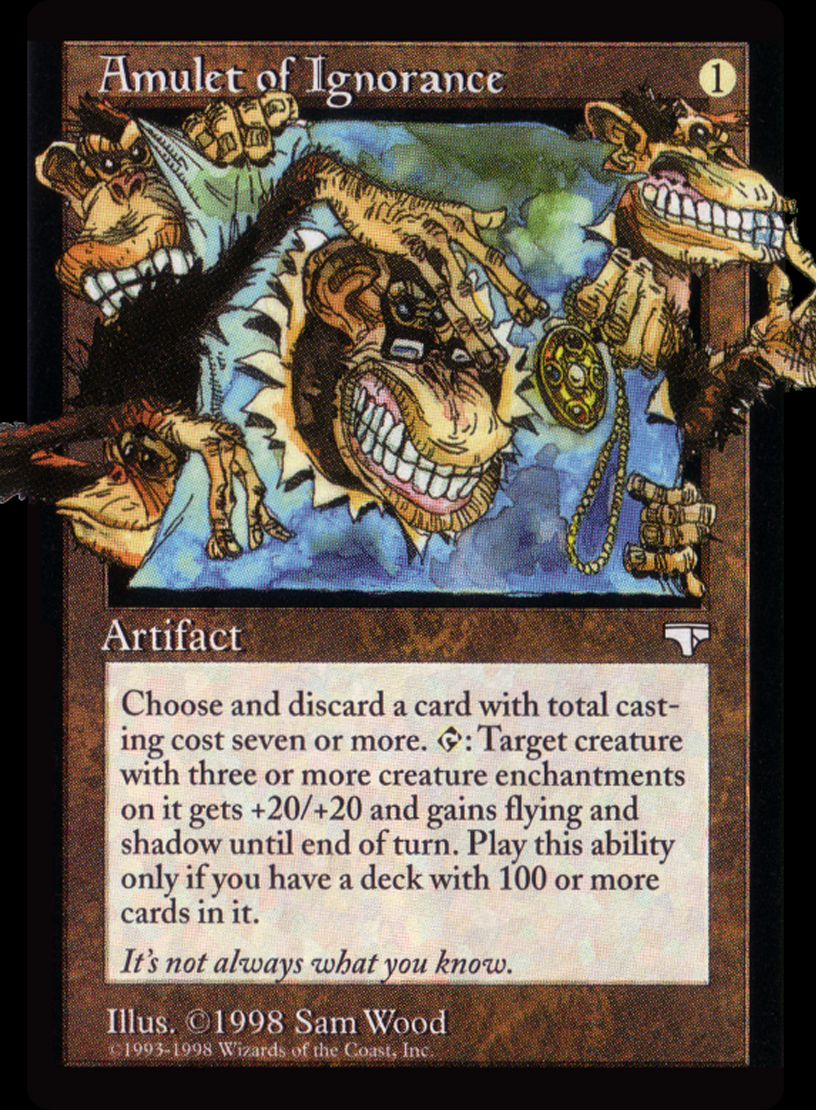 Amulet of Ignorance
1
Artifact
Choose and discard a card with total cast-
ing cost seven or more. : Target creature
with three or more creature enchantments
on it gets +20/+20 and gains flying and
shadow until end of turn. Play this ability
only if you have a deck with 100 or more
cards in it.
It's not always what you know.
Illus. ©1998 Sam Wood
©1993-1998 Wizards of the Coast, Inc.